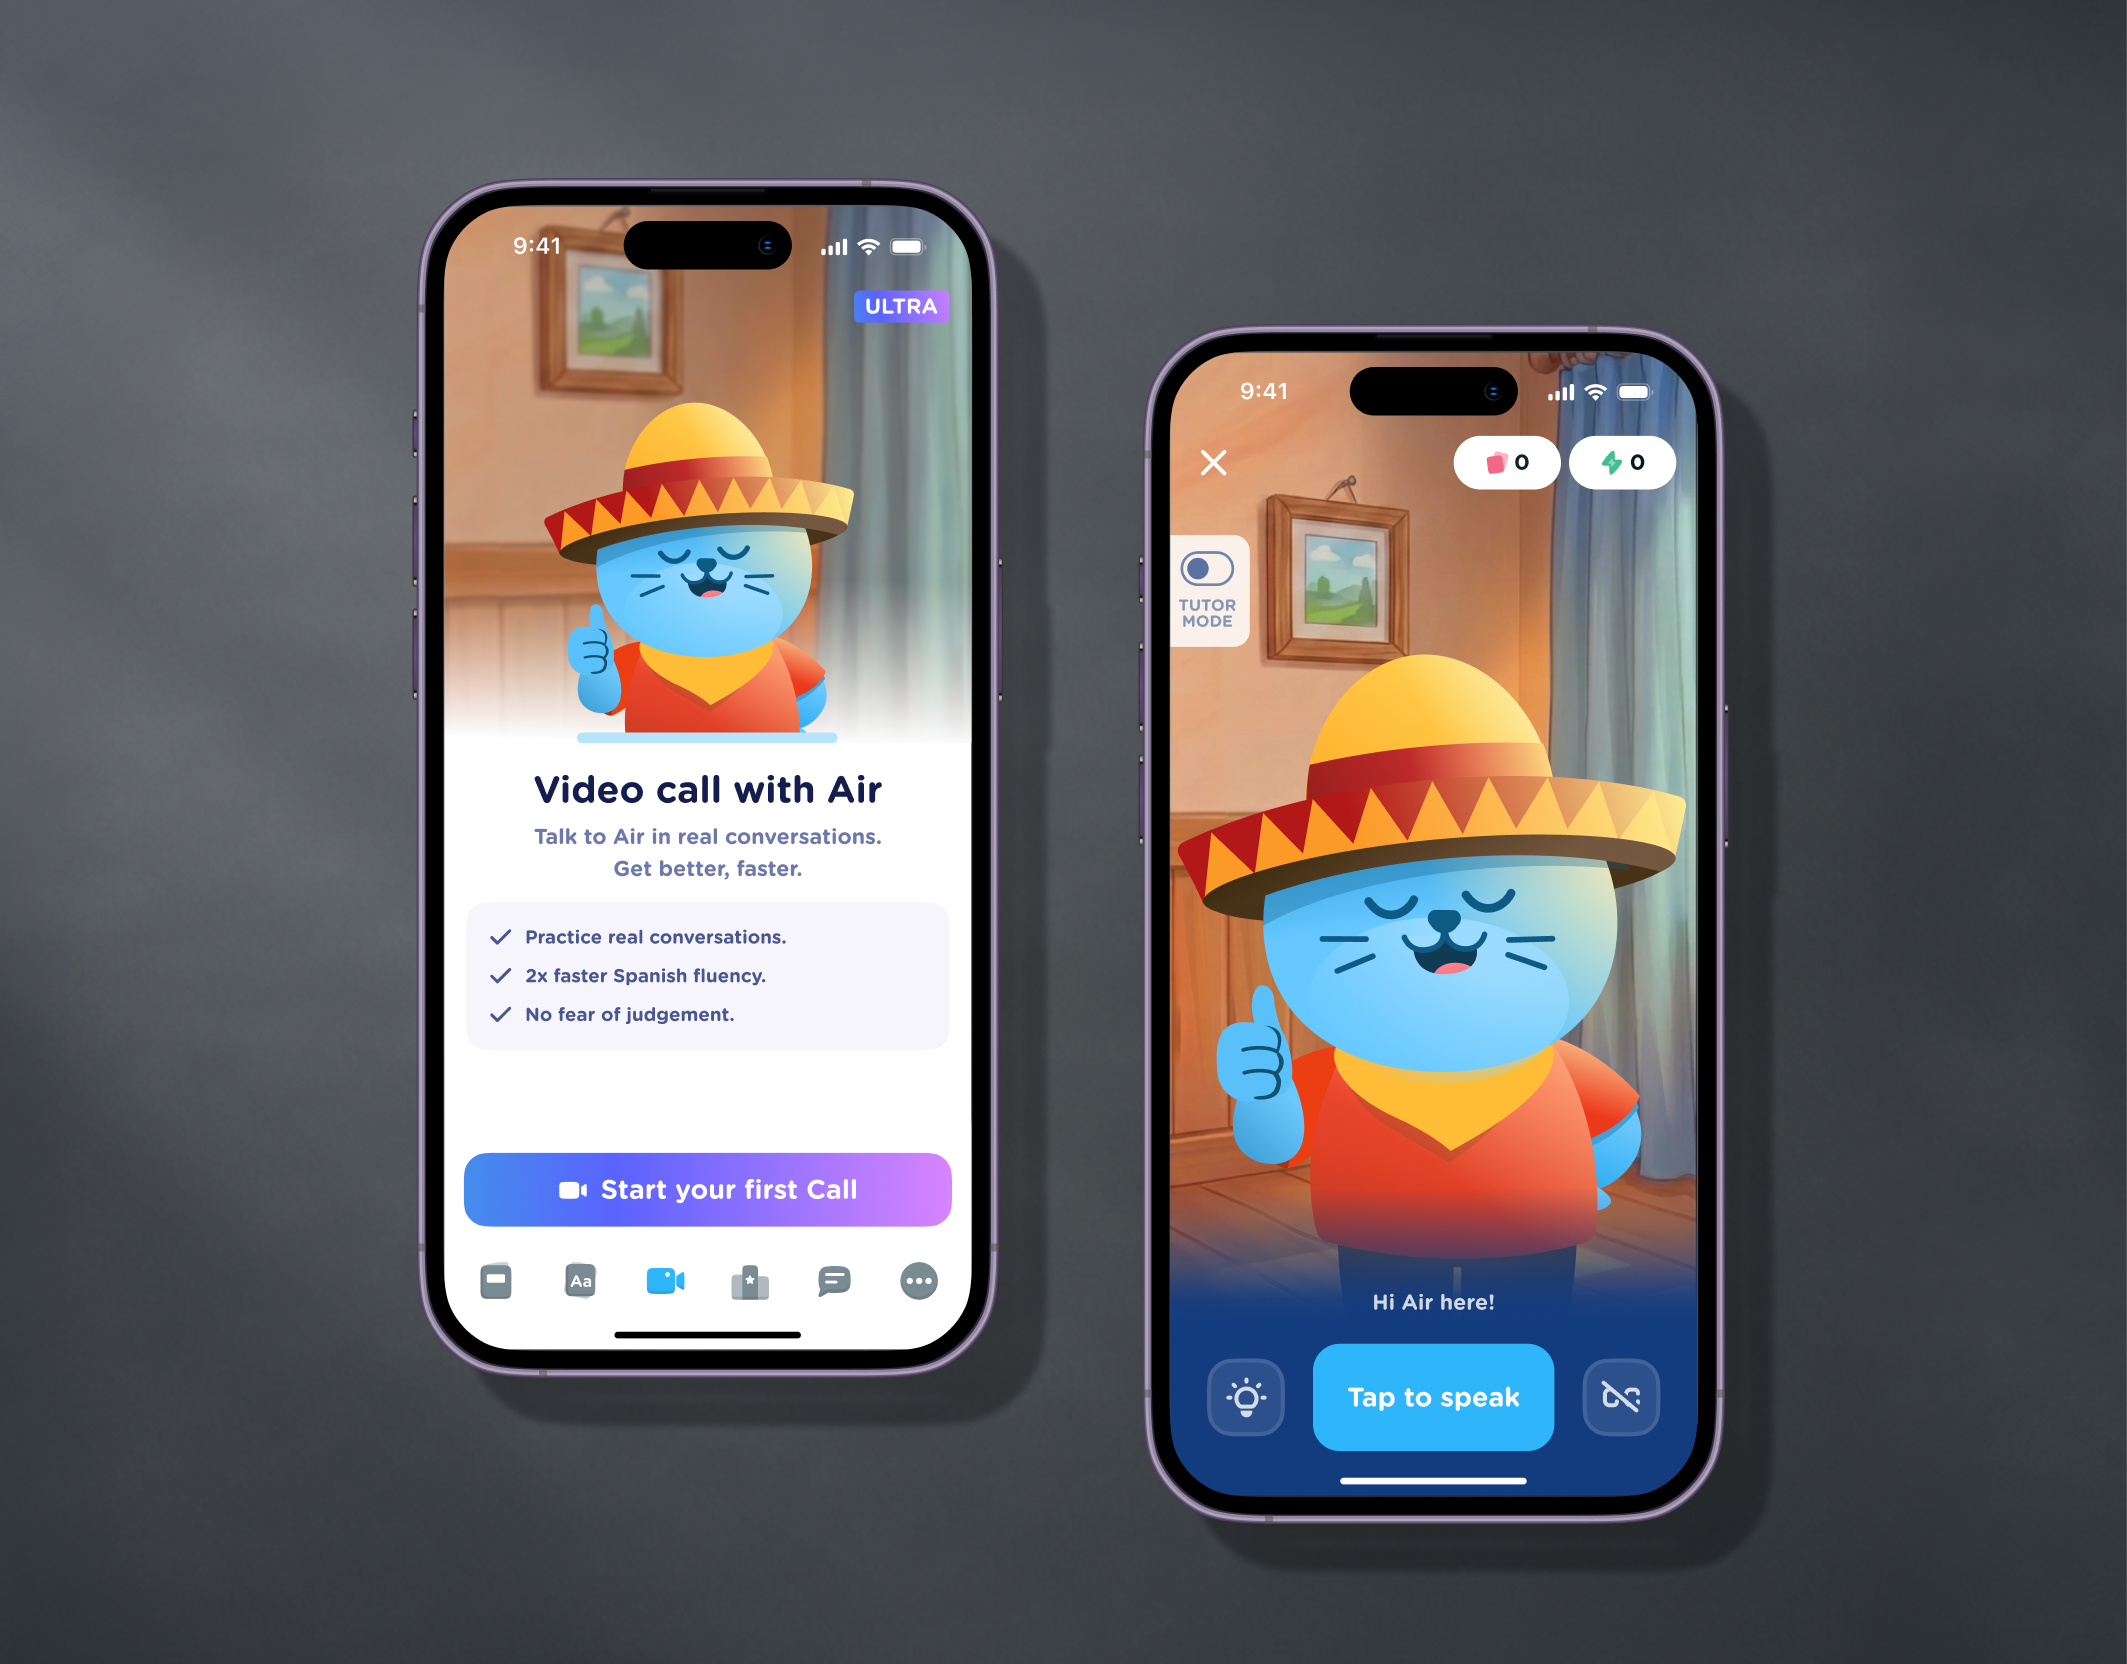 9:41
ULTRA
Video call with Air
Talk to Air in real conversations.
Get better, faster.
Practice real conversations.
2x faster Spanish fluency.
No fear of judgement.
Start your first Call
Aa
9:41
0
0
TUTOR
MODE
Hi Air here!
Tap to speak